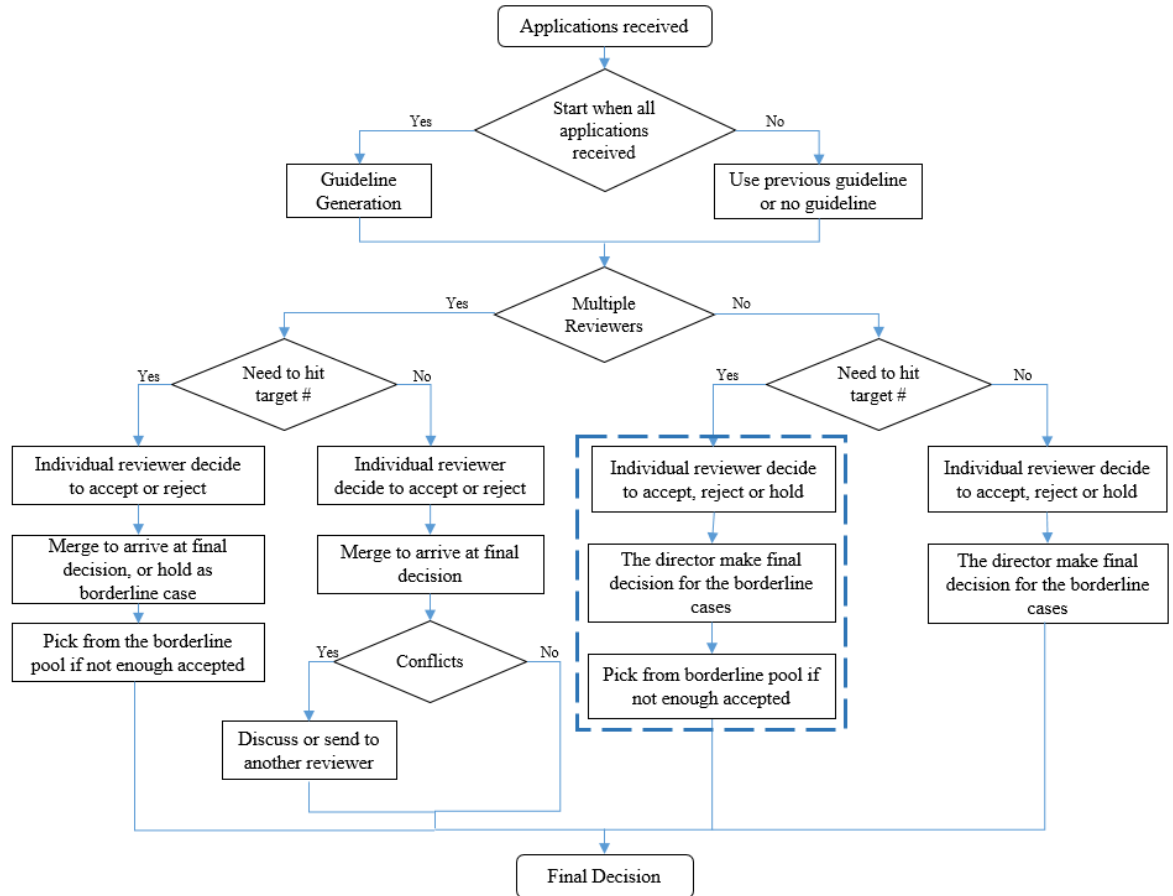 Applications received
Start when all
applications
received
Yes
No
Guideline
Generation
Use previous guideline
or no guideline
Multiple
Reviewers
Yes
No
Need to hit
target #
Yes
No
Need to hit
target #
Yes
No
Individual reviewer decide
to accept or reject
Individual reviewer
decide to accept or reject
Individual reviewer decide
to accept, reject or hold
Individual reviewer decide
to accept, reject or hold
Merge to arrive at final
decision, or hold as
borderline case
Merge to arrive at final
decision
The director make final
decision for the borderline
cases
The director make final
decision for the borderline
cases
Pick from the borderline
pool if not enough accepted
Conflicts
Yes
No
Pick from borderline pool if
not enough accepted
Discuss or send to
another reviewer
Final Decision